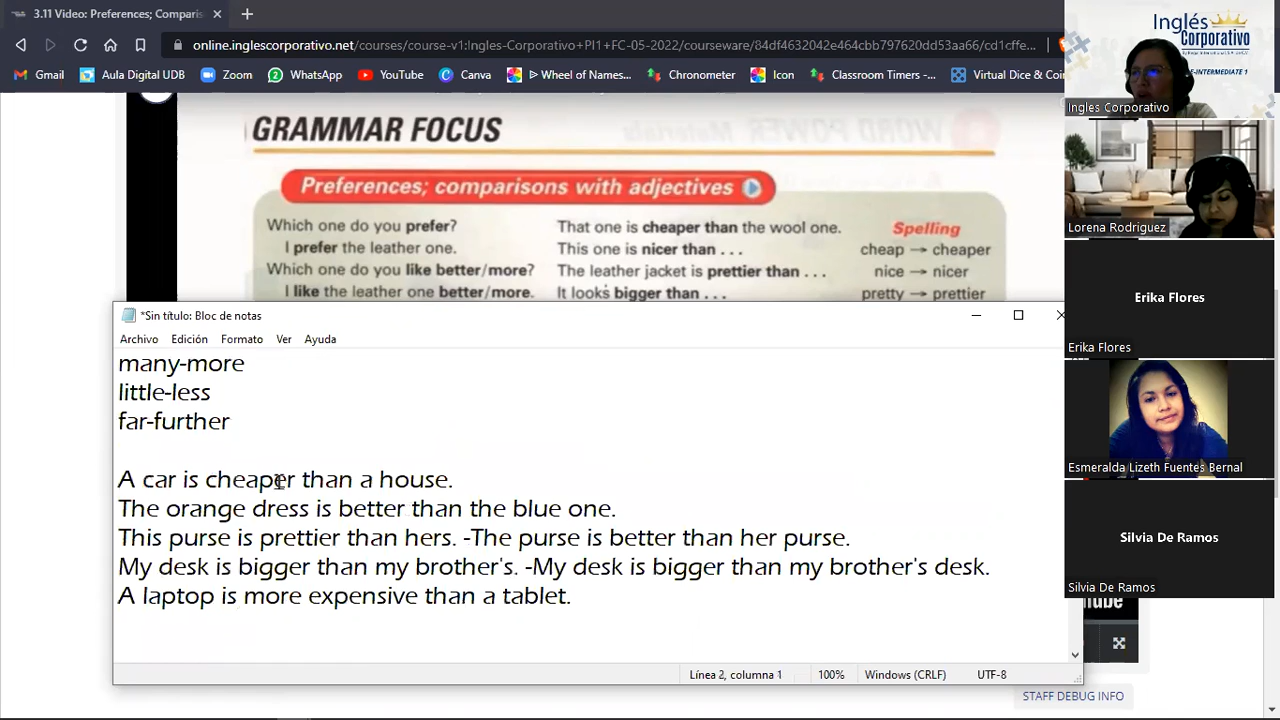 3.11 Video: Preferences; Comparis
online.inglescorporativo.net/courses/course-v1:Ingles-Corporativo+PI1+FC-05-2022/courseware/84df4632042e464cbb797620dd53aa66/cd1cffe...
Gmail
Aula Digital UDB
Zoom
WhatsApp
YouTube
Canva
ᐅ Wheel of Names...
Chronometer
Icon
Curtain Timers -...
Virtual Dice & Coi
GRAMMAR FOCUS
Preferences; comparisons with adjectives
Which one do you prefer?
I prefer the leather one.
Which one do you like better/more?
I like the leather one better/more.
That one is cheaper than the wool one.
This one is nicer than . . .
The leather jacket is prettier than . . .
It looks bigger than . . .
Spelling
cheap → cheaper
nice → nicer
pretty → prettier
*Sin título: Bloc de notas
Archivo Edición Formato Ver Ayuda
many-more
little-less
far-further
A car is cheaper than a house.
The orange dress is better than the blue one.
This purse is prettier than hers. -The purse is better than her purse.
My desk is bigger than my brother's. -My desk is bigger than my brother's desk.
A laptop is more expensive than a tablet.
Línea 2, columna 1 100% Windows (CRLF) UTF-8
STAFF DEBUG INFO
Inglés
Corporativo
E-INTERMEDIATE 1
Ingles Corporativo
Lorena Rodriguez
Erika Flores
Erika Flores
Esmeralda Lizeth Fuentes Bernal
Silvia De Ramos
Silvia De Ramos